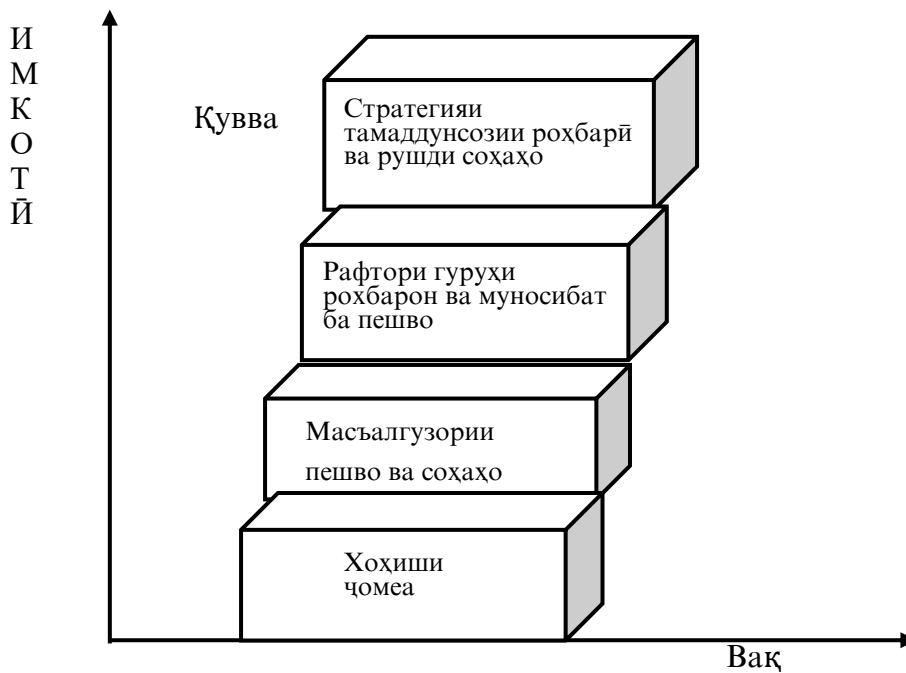 И
М
К
О
Т
Ӣ
Қувва
Стратегияи
тамаддунсозии роҳбарӣ
ва рушди соҳаҳо
Рафтори гуруҳи
рохбарон ва муносибат
ба пешво
Масъалгузории
пешво ва соҳаҳо
Хоҳиши
ҷомеа
Вақ